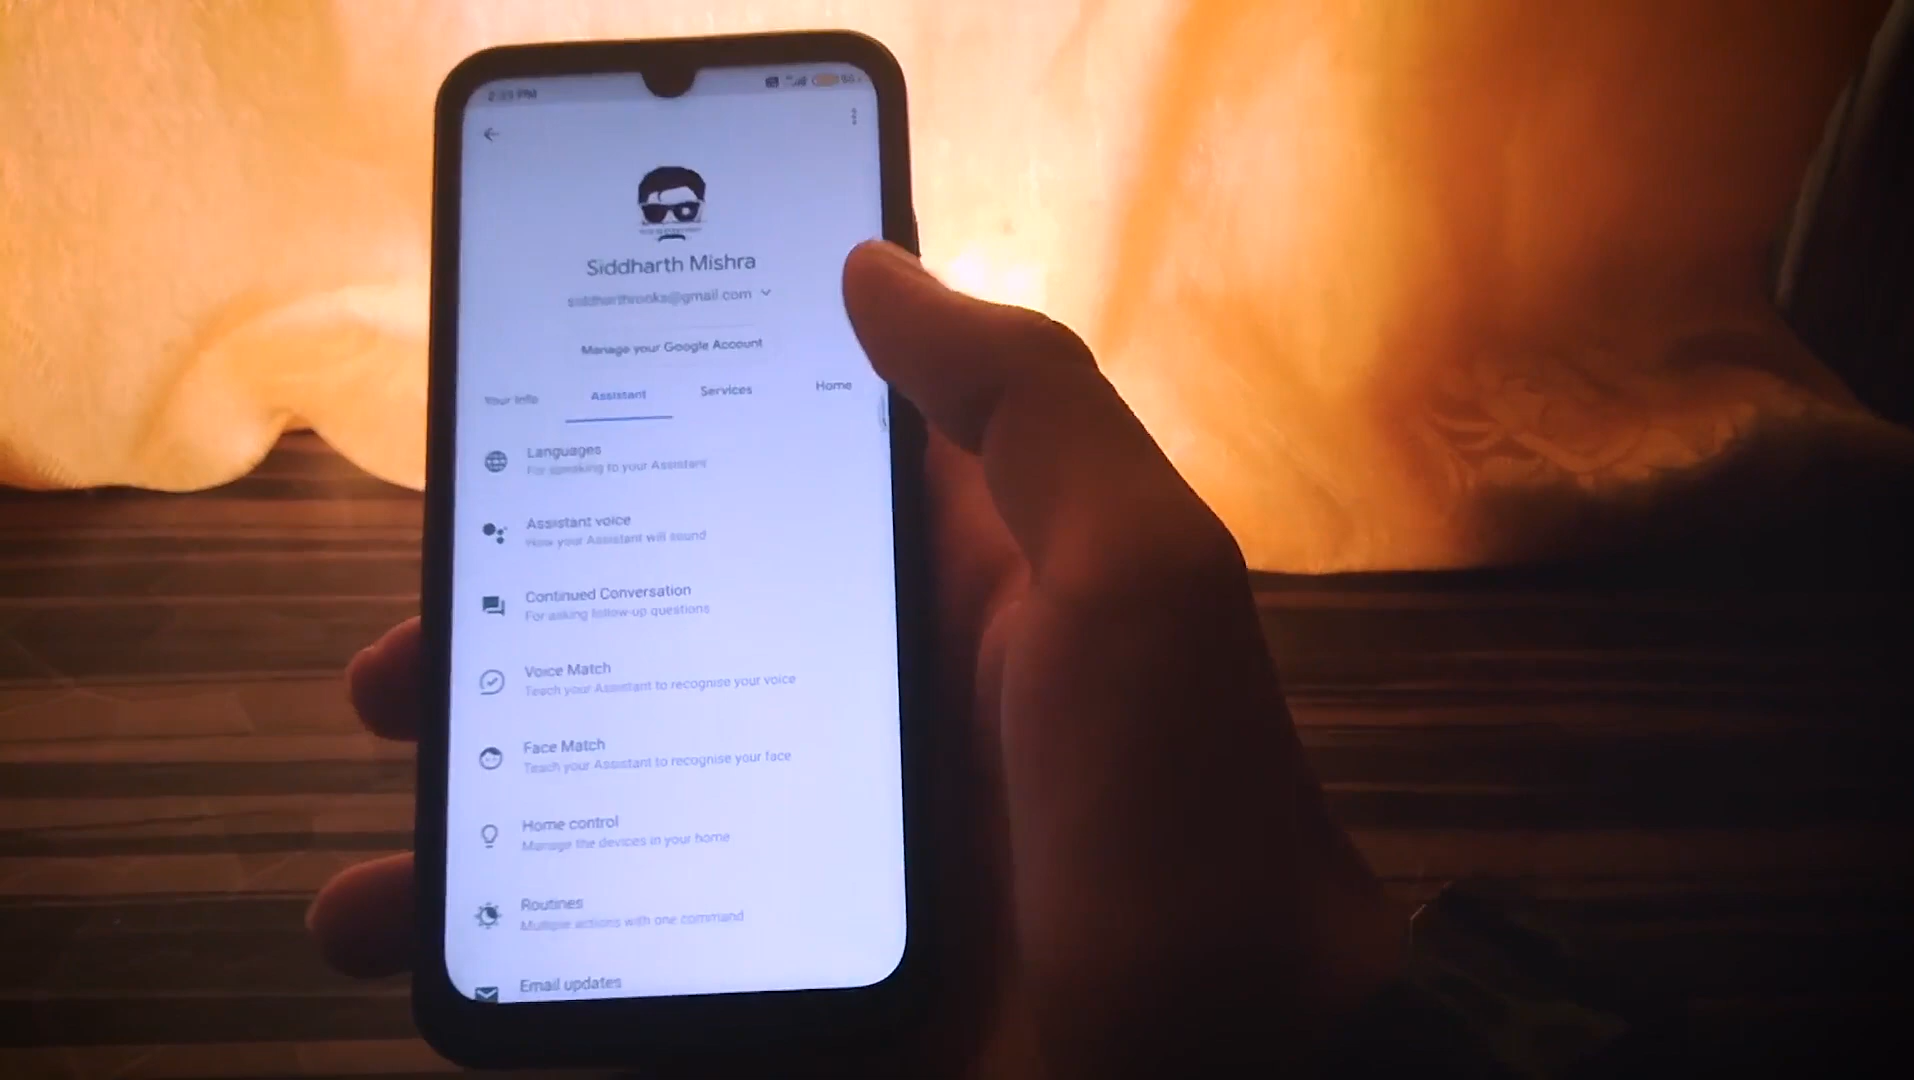 Siddharth Mishra
Manage your Google Account
Your Info
Assistant
Services
Home
Languages
For speaking to your Assistant
Assistant voice
How your Assistant will sound
Continued Conversation
For asking follow-up questions
Voice Match
Teach your Assistant to recognise your voice
Face Match
Teach your Assistant to recognise your face
Home control
Manage the devices in your home
Routines
Multiple actions with one command
Email updates